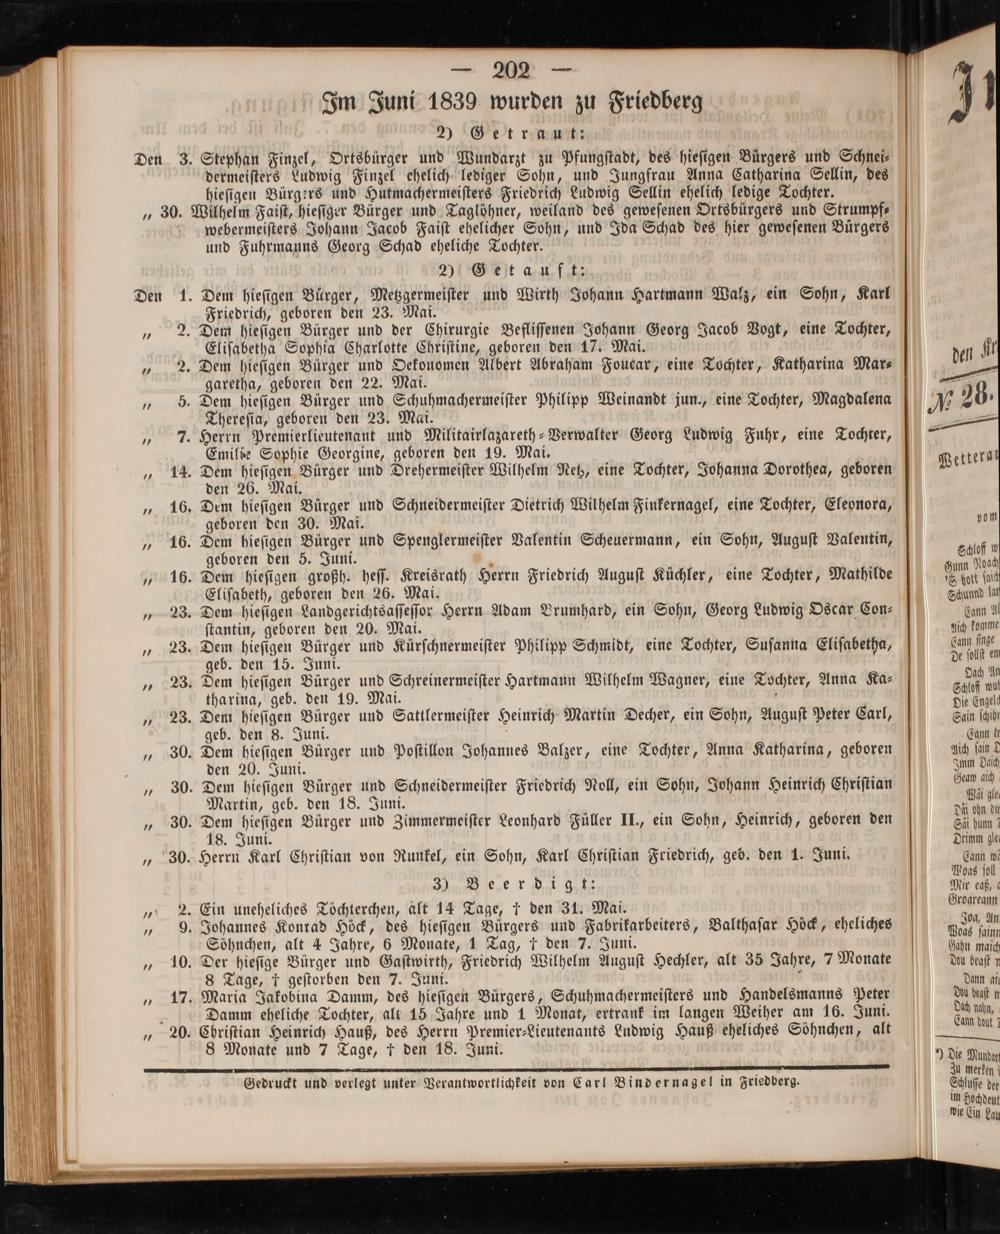 — 202 —
Im Juni 1839 wurden zu Friedberg
2) Getraut:
Den 3. Stephan Finzel, Ortsbürger und Wundarzt zu Pfungstadt, des hiesigen Bürgers und Schnei-
dermeisters Ludwig Finzel ehelich lediger Sohn, und Jungfrau Anna Catharina Sellin, des
hiesigen Bürgers und Hutmachermeisters Friedrich Ludwig Sellin ehelich ledige Tochter.
„ 30. Wilhelm Faist, hiesiger Bürger und Taglöhner, weiland des gewesenen Ortsbürgers und Strumpf-
webermeisters Johann Jacob Faist ehelicher Sohn, und Ida Schad des hier gewesenen Bürgers
und Fuhrmanns Georg Schad eheliche Tochter.
2) Getauft:
Den 1. Dem hiesigen Bürger, Metzgermeister und Wirth Johann Hartmann Walz, ein Sohn, Karl
Friedrich, geboren den 23. Mai.
„ 2. Dem hiesigen Bürger und der Chirurgie Beflissenen Johann Georg Jacob Vogt, eine Tochter,
Elisabetha Sophia Charlotte Christine, geboren den 17. Mai.
„ 2. Dem hiesigen Bürger und Oekonomen Albert Abraham Foucar, eine Tochter, Katharina Mar-
garetha, geboren den 22. Mai.
„ 5. Dem hiesigen Bürger und Schuhmachermeister Philipp Weinandt jun., eine Tochter, Magdalena
Theresia, geboren den 23. Mai.
„ 7. Herrn Premierlieutenant und Militairlazareth-Verwalter Georg Ludwig Fuhr, eine Tochter,
Emilie Sophie Georgine, geboren den 19. Mai.
„ 14. Dem hiesigen Bürger und Drehermeister Wilhelm Netz, eine Tochter, Johanna Dorothea, geboren
den 26. Mai.
„ 16. Dem hiesigen Bürger und Schneidermeister Dietrich Wilhelm Finkernagel, eine Tochter, Eleonora,
geboren den 30. Mai.
„ 16. Dem hiesigen Bürger und Spenglermeister Valentin Scheuermann, ein Sohn, August Valentin,
geboren den 5. Juni.
„ 16. Dem hiesigen großh. hess. Kreisrath Herrn Friedrich August Küchler, eine Tochter, Mathilde
Elisabeth, geboren den 26. Mai.
„ 23. Dem hiesigen Landgerichtsassessor Herrn Adam Brumhard, ein Sohn, Georg Ludwig Oscar Con-
stantin, geboren den 20. Mai.
„ 23. Dem hiesigen Bürger und Kürschnermeister Philipp Schmidt, eine Tochter, Susanna Elisabetha,
geb. den 15. Juni.
„ 23. Dem hiesigen Bürger und Schreinermeister Hartmann Wilhelm Wagner, eine Tochter, Anna Ka-
tharina, geb. den 19. Mai.
„ 23. Dem hiesigen Bürger und Sattlermeister Heinrich Martin Decher, ein Sohn, August Peter Carl,
geb. den 8. Juni.
„ 30. Dem hiesigen Bürger und Postillon Johannes Balzer, eine Tochter, Anna Katharina, geboren
den 20. Juni.
„ 30. Dem hiesigen Bürger und Schneidermeister Friedrich Noll, ein Sohn, Johann Heinrich Christian
Martin, geb. den 18. Juni.
„ 30. Dem hiesigen Bürger und Zimmermeister Leonhard Füller II., ein Sohn, Heinrich, geboren den
18. Juni.
„ 30. Herrn Karl Christian von Runkel, ein Sohn, Karl Christian Friedrich, geb. den 1. Juni.
3) Beerdigt:
„ 2. Ein uneheliches Töchterchen, alt 14 Tage, † den 31. Mai.
„ 9. Johannes Konrad Höck, des hiesigen Bürgers und Fabrikarbeiters, Balthasar Höck, eheliches
Söhnchen, alt 4 Jahre, 6 Monate, 1 Tag, † den 7. Juni.
„ 10. Der hiesige Bürger und Gastwirth, Friedrich Wilhelm August Hechler, alt 35 Jahre, 7 Monate
8 Tage, † gestorben den 7. Juni.
„ 17. Maria Jakobina Damm, des hiesigen Bürgers, Schuhmachermeisters und Handelsmanns Peter
Damm eheliche Tochter, alt 15 Jahre und 1 Monat, ertrank im langen Weiher am 16. Juni.
„ 20. Christian Heinrich Hauß, des Herrn Premier-Lieutenants Ludwig Hauß eheliches Söhnchen, alt
8 Monate und 7 Tage, † den 18. Juni.
Gedruckt und verlegt unter Verantwortlichkeit von Carl Bindernagel in Friedberg.
№ 28.